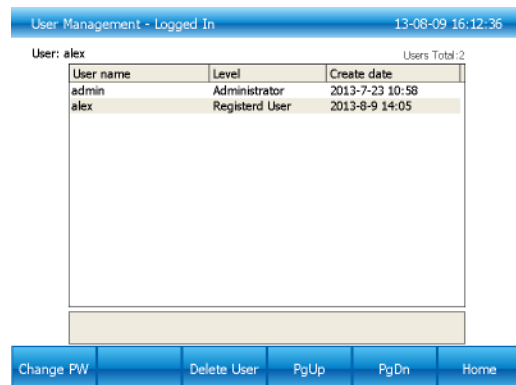 User Management - Logged In 13-08-09 16:12:36
User: alex Users Total:2
User name Level Create date
admin Administrator 2013-7-23 10:58
alex Registerd User 2013-8-9 14:05
Change PW Delete User PgUp PgDn Home